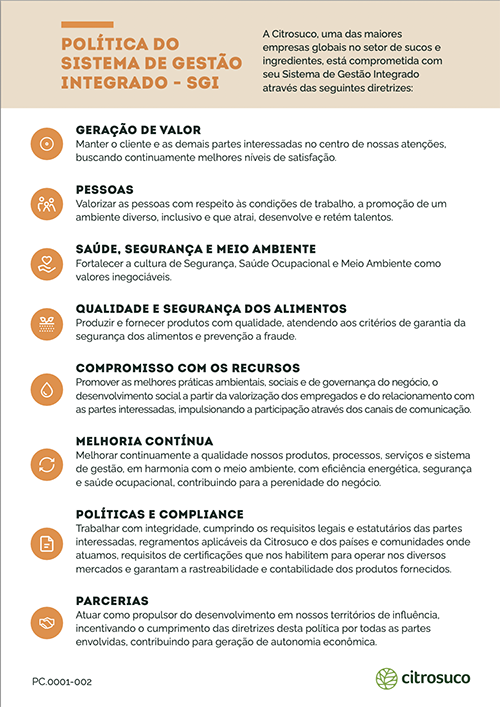 POLÍTICA DO
SISTEMA DE GESTÃO
INTEGRADO - SGI
A Citrosuco, uma das maiores
empresas globais no setor de sucos e
ingredientes, está comprometida com
seu Sistema de Gestão Integrado
através das seguintes diretrizes:
GERAÇÃO DE VALOR
Manter o cliente e as demais partes interessadas no centro de nossas atenções,
buscando continuamente melhores níveis de satisfação.
PESSOAS
Valorizar as pessoas com respeito às condições de trabalho, a promoção de um
ambiente diverso, inclusivo e que atrai, desenvolve e retém talentos.
SAÚDE, SEGURANÇA E MEIO AMBIENTE
Fortalecer a cultura de Segurança, Saúde Ocupacional e Meio Ambiente como
valores inegociáveis.
QUALIDADE E SEGURANÇA DOS ALIMENTOS
Produzir e fornecer produtos com qualidade, atendendo aos critérios de garantia da
segurança dos alimentos e prevenção a fraude.
COMPROMISSO COM OS RECURSOS
Promover as melhores práticas ambientais, sociais e de governança do negócio, o
desenvolvimento social a partir da valorização dos empregados e do relacionamento com
as partes interessadas, impulsionando a participação através dos canais de comunicação.
MELHORIA CONTÍNUA
Melhorar continuamente a qualidade nossos produtos, processos, serviços e sistema
de gestão, em harmonia com o meio ambiente, com eficiência energética, segurança
e saúde ocupacional, contribuindo para a perenidade do negócio.
POLÍTICAS E COMPLIANCE
Trabalhar com integridade, cumprindo os requisitos legais e estatutários das partes
interessadas, regramentos aplicáveis da Citrosuco e dos países e comunidades onde
atuamos, requisitos de certificações que nos habilitem para operar nos diversos
mercados e garantam a rastreabilidade e contabilidade dos produtos fornecidos.
PARCERIAS
Atuar como propulsor do desenvolvimento em nossos territórios de influência,
incentivando o cumprimento das diretrizes desta política por todas as partes
envolvidas, contribuindo para geração de autonomia econômica.
PC.0001-002
citrosuco